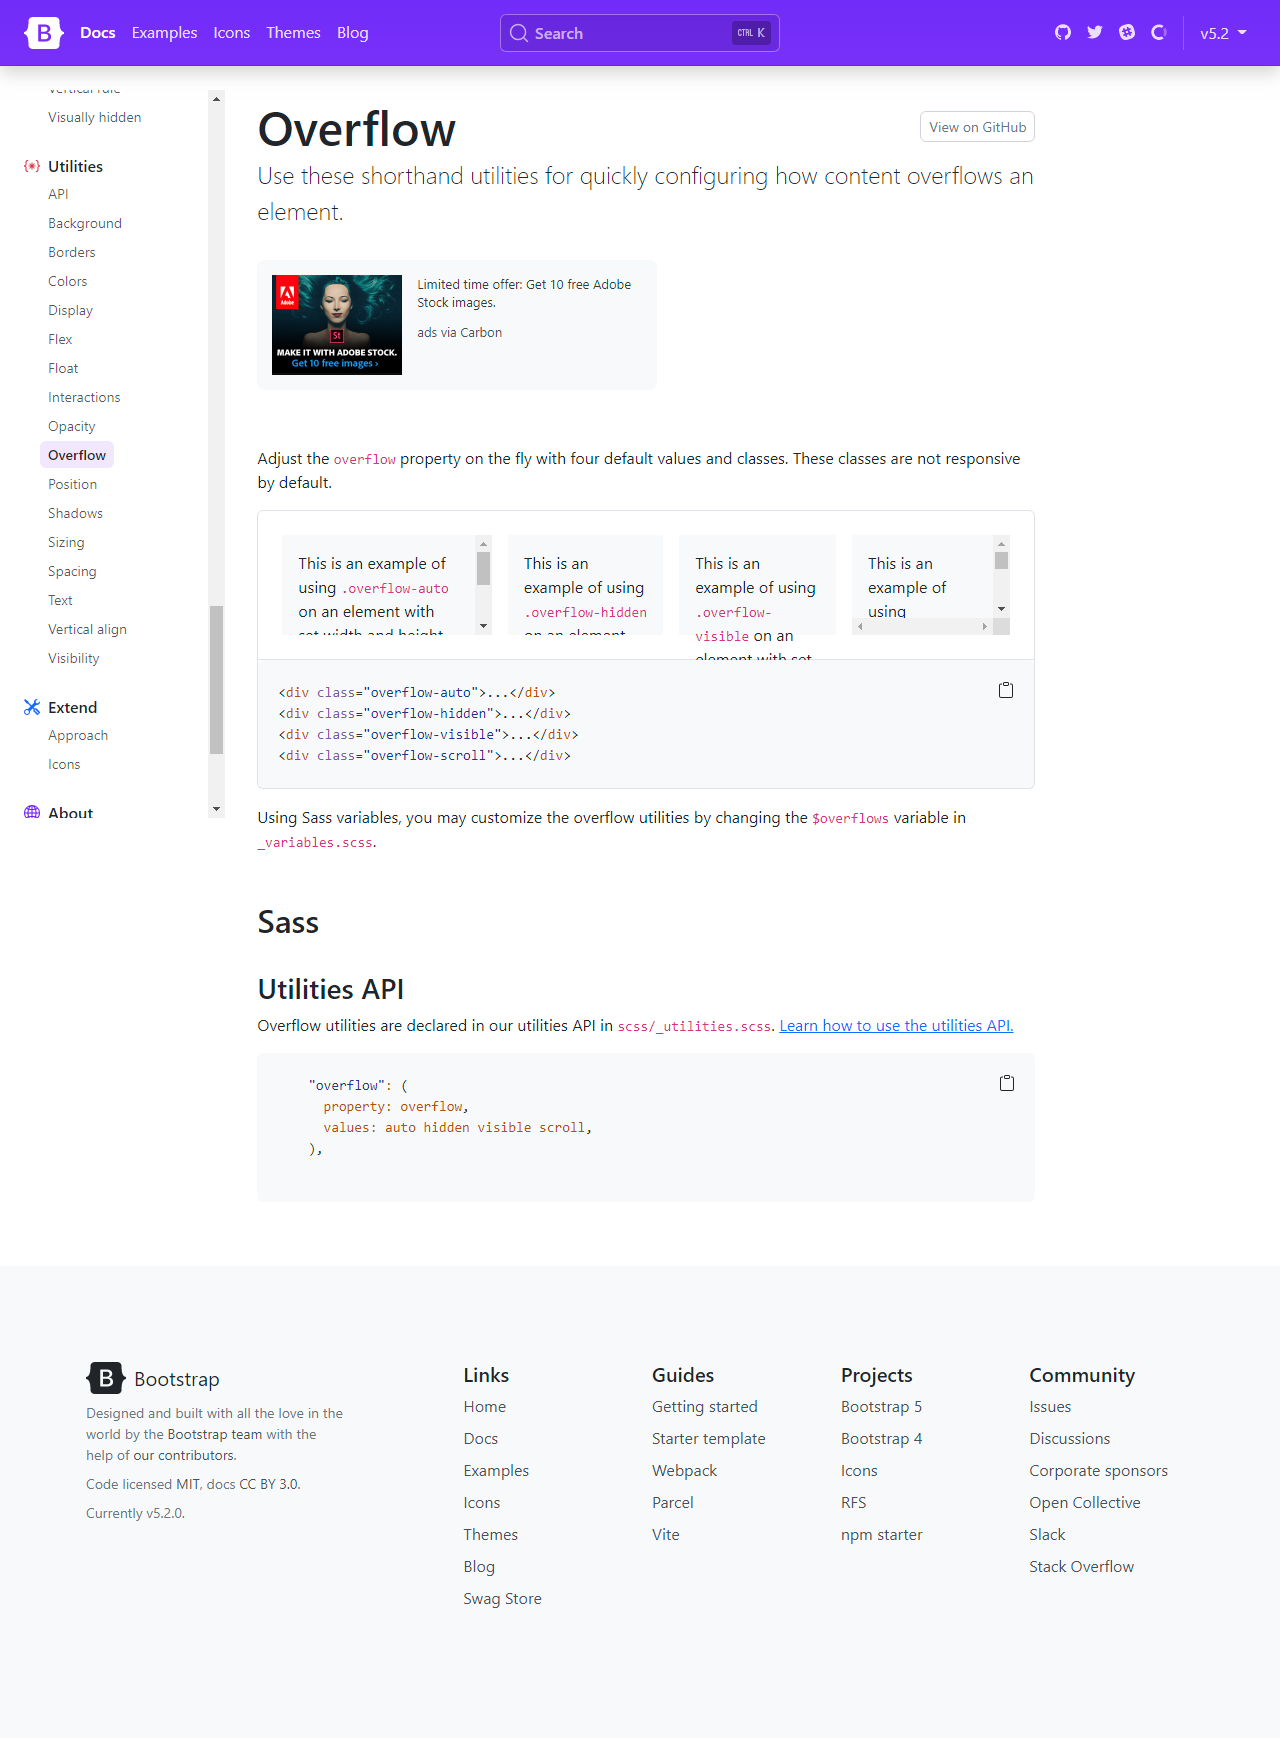 B Docs Examples Icons Themes Blog Search CTRL K v5.2
Vertical rule
Visually hidden
Utilities
API
Background
Borders
Colors
Display
Flex
Float
Interactions
Opacity
Overflow
Position
Shadows
Sizing
Spacing
Text
Vertical align
Visibility
Extend
Approach
Icons
About
Overflow
View on GitHub
Use these shorthand utilities for quickly configuring how content overflows an
element.
Adobe
St
MAKE IT WITH ADOBE STOCK.
Get 10 free images ›
Limited time offer: Get 10 free Adobe
Stock images.
ads via Carbon
Adjust the overflow property on the fly with four default values and classes. These classes are not responsive
by default.
This is an example of
using .overflow-auto
on an element with
set width and height
This is an
example of using
.overflow-hidden
on an element
This is an
example of using
.overflow-
visible on an
element with set
This is an
example of
using
<div class="overflow-auto">...</div>
<div class="overflow-hidden">...</div>
<div class="overflow-visible">...</div>
<div class="overflow-scroll">...</div>
Using Sass variables, you may customize the overflow utilities by changing the $overflows variable in
_variables.scss.
Sass
Utilities API
Overflow utilities are declared in our utilities API in scss/_utilities.scss. Learn how to use the utilities API.
"overflow": (
property: overflow,
values: auto hidden visible scroll,
),
B Bootstrap
Designed and built with all the love in the
world by the Bootstrap team with the
help of our contributors.
Code licensed MIT, docs CC BY 3.0.
Currently v5.2.0.
Links
Home
Docs
Examples
Icons
Themes
Blog
Swag Store
Guides
Getting started
Starter template
Webpack
Parcel
Vite
Projects
Bootstrap 5
Bootstrap 4
Icons
RFS
npm starter
Community
Issues
Discussions
Corporate sponsors
Open Collective
Slack
Stack Overflow